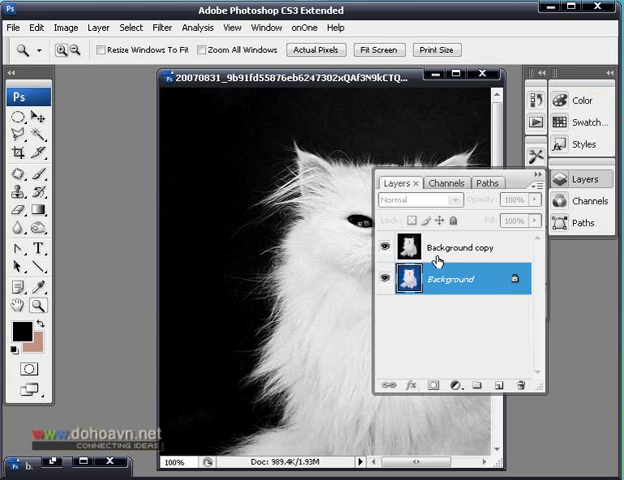 Ps
Adobe Photoshop CS3 Extended
File Edit Image Layer Select Filter Analysis View Window onOne Help
Resize Windows To Fit Zoom All Windows Actual Pixels Fit Screen Print Size
Ps
20070831_9b91fd55876eb6247302xQAf3N9kCTQ...
Color
Swatch...
Styles
Layers
Channels
Paths
Layers × Channels Paths
Normal Opacity: 100%
Lock: Fill: 100%
Background copy
Background
fx
www.dohoavn.net
CONNECTING IDEAS
b.
100% Doc: 989.4K/1.93M